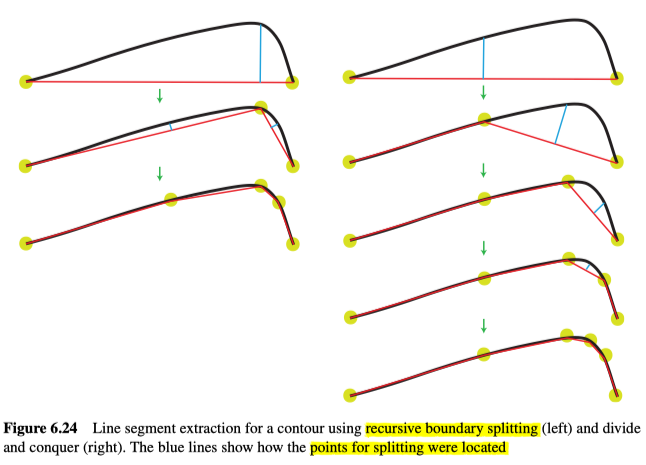 Figure 6.24 Line segment extraction for a contour using recursive boundary splitting (left) and divide
and conquer (right). The blue lines show how the points for splitting were located